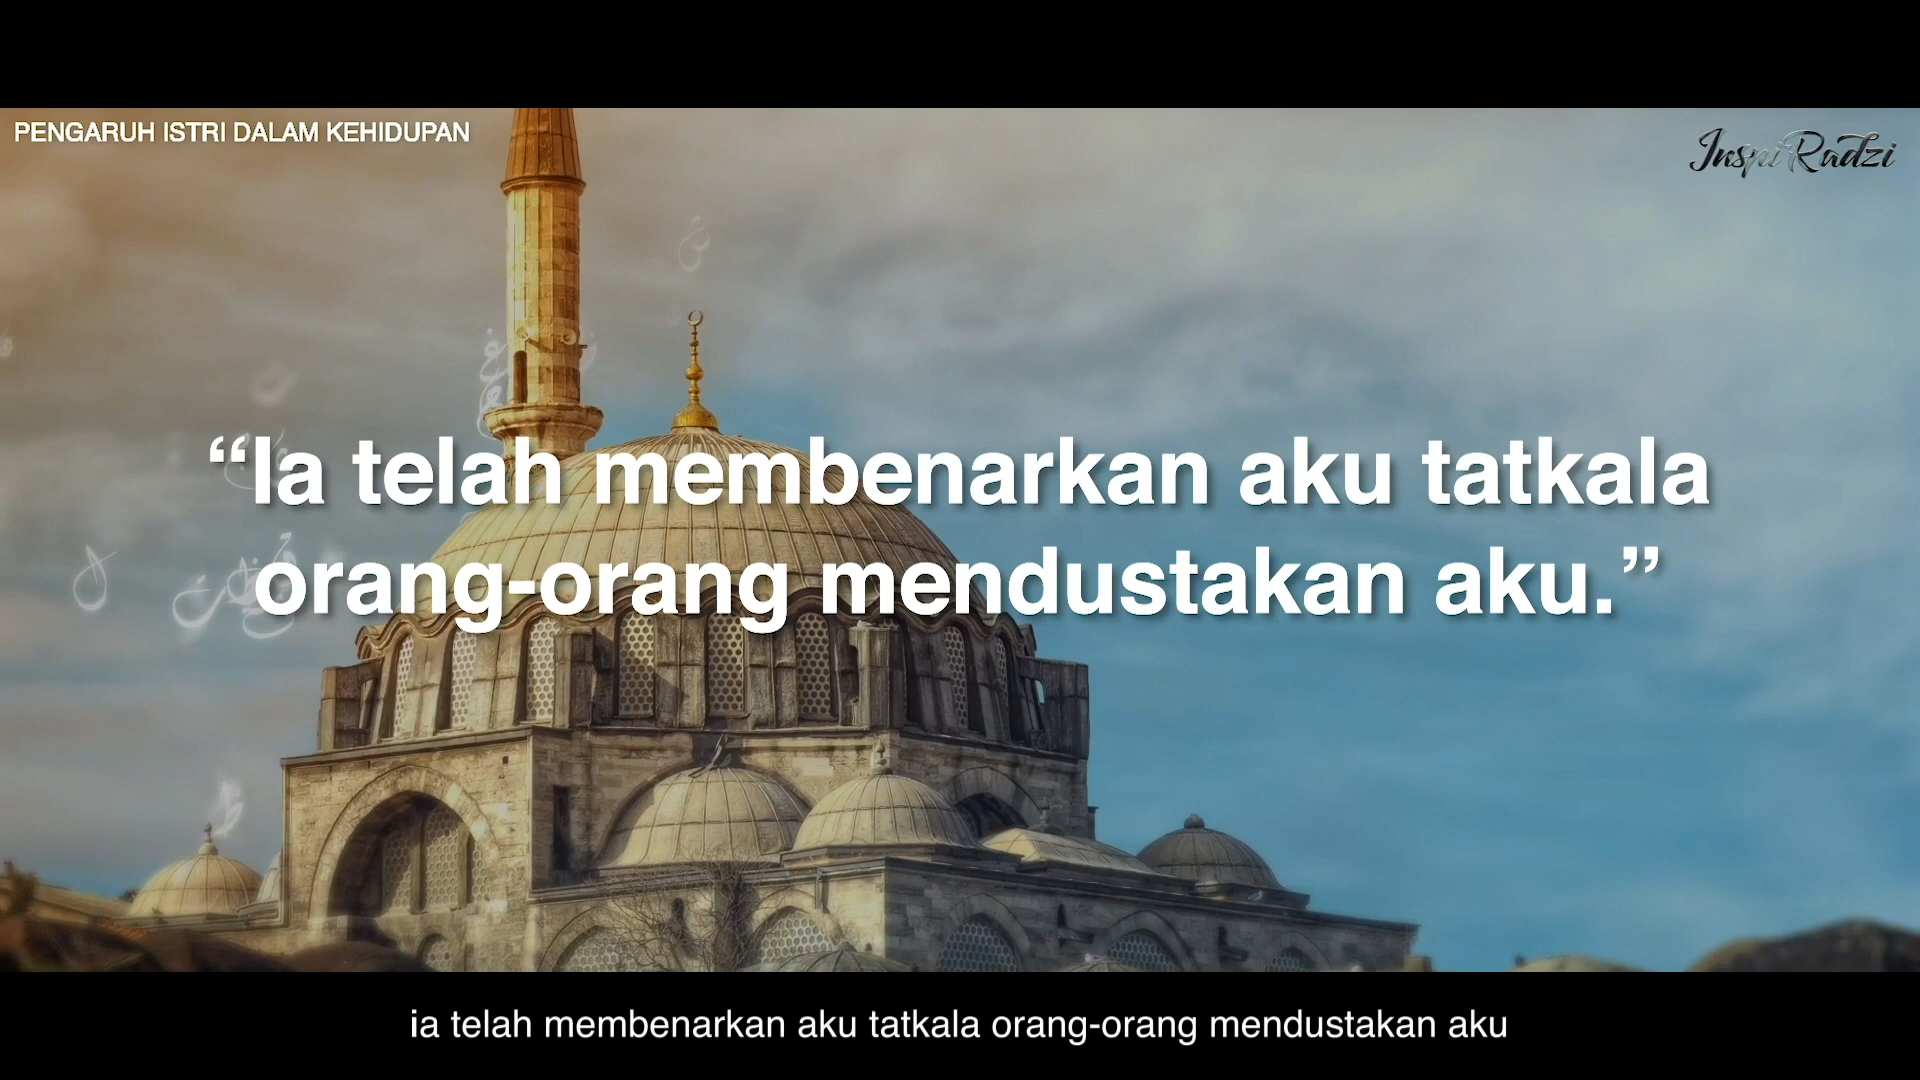 PENGARUH ISTRI DALAM KEHIDUPAN
InspiRadzi
“Ia telah membenarkan aku tatkala
orang-orang mendustakan aku.”
ia telah membenarkan aku tatkala orang-orang mendustakan aku